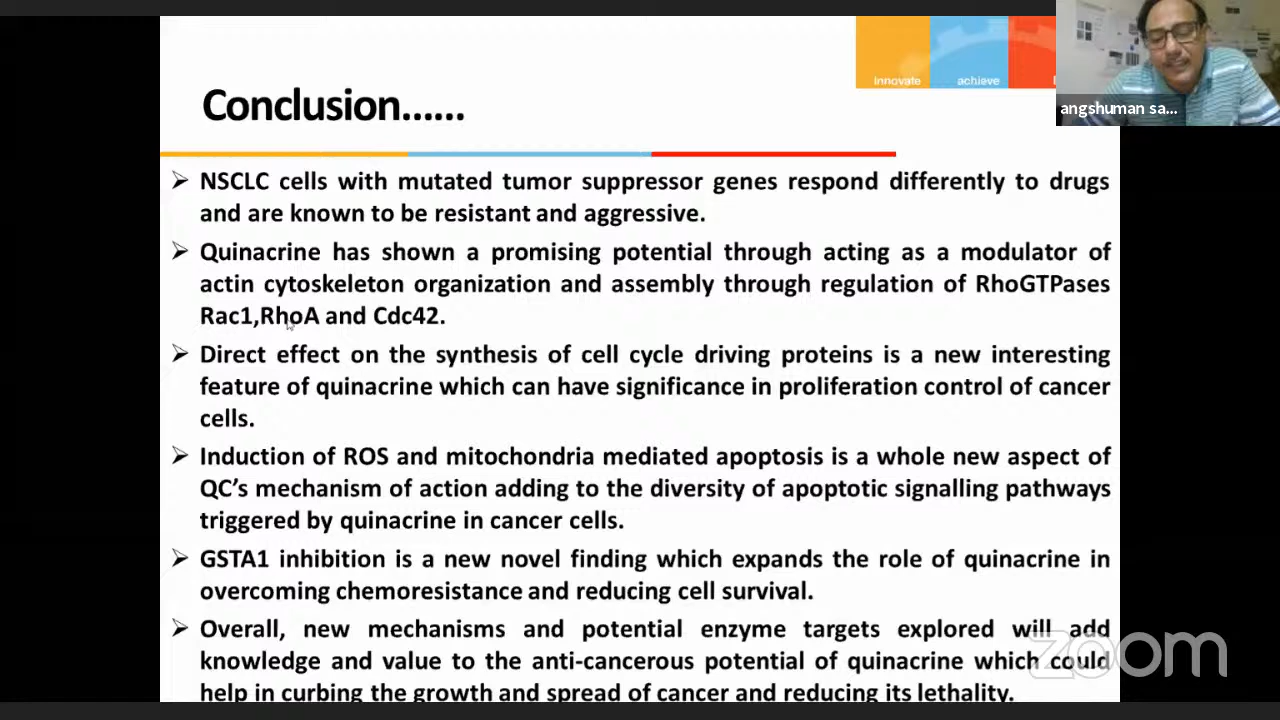 innovate
achieve
angshuman sa...
Conclusion......
➢ NSCLC cells with mutated tumor suppressor genes respond differently to drugs
and are known to be resistant and aggressive.
➢ Quinacrine has shown a promising potential through acting as a modulator of
actin cytoskeleton organization and assembly through regulation of RhoGTPases
Rac1,RhoA and Cdc42.
➢ Direct effect on the synthesis of cell cycle driving proteins is a new interesting
feature of quinacrine which can have significance in proliferation control of cancer
cells.
➢ Induction of ROS and mitochondria mediated apoptosis is a whole new aspect of
QC’s mechanism of action adding to the diversity of apoptotic signalling pathways
triggered by quinacrine in cancer cells.
➢ GSTA1 inhibition is a new novel finding which expands the role of quinacrine in
overcoming chemoresistance and reducing cell survival.
➢ Overall, new mechanisms and potential enzyme targets explored will add
knowledge and value to the anti-cancerous potential of quinacrine which could
help in curbing the growth and spread of cancer and reducing its lethality.
zoom